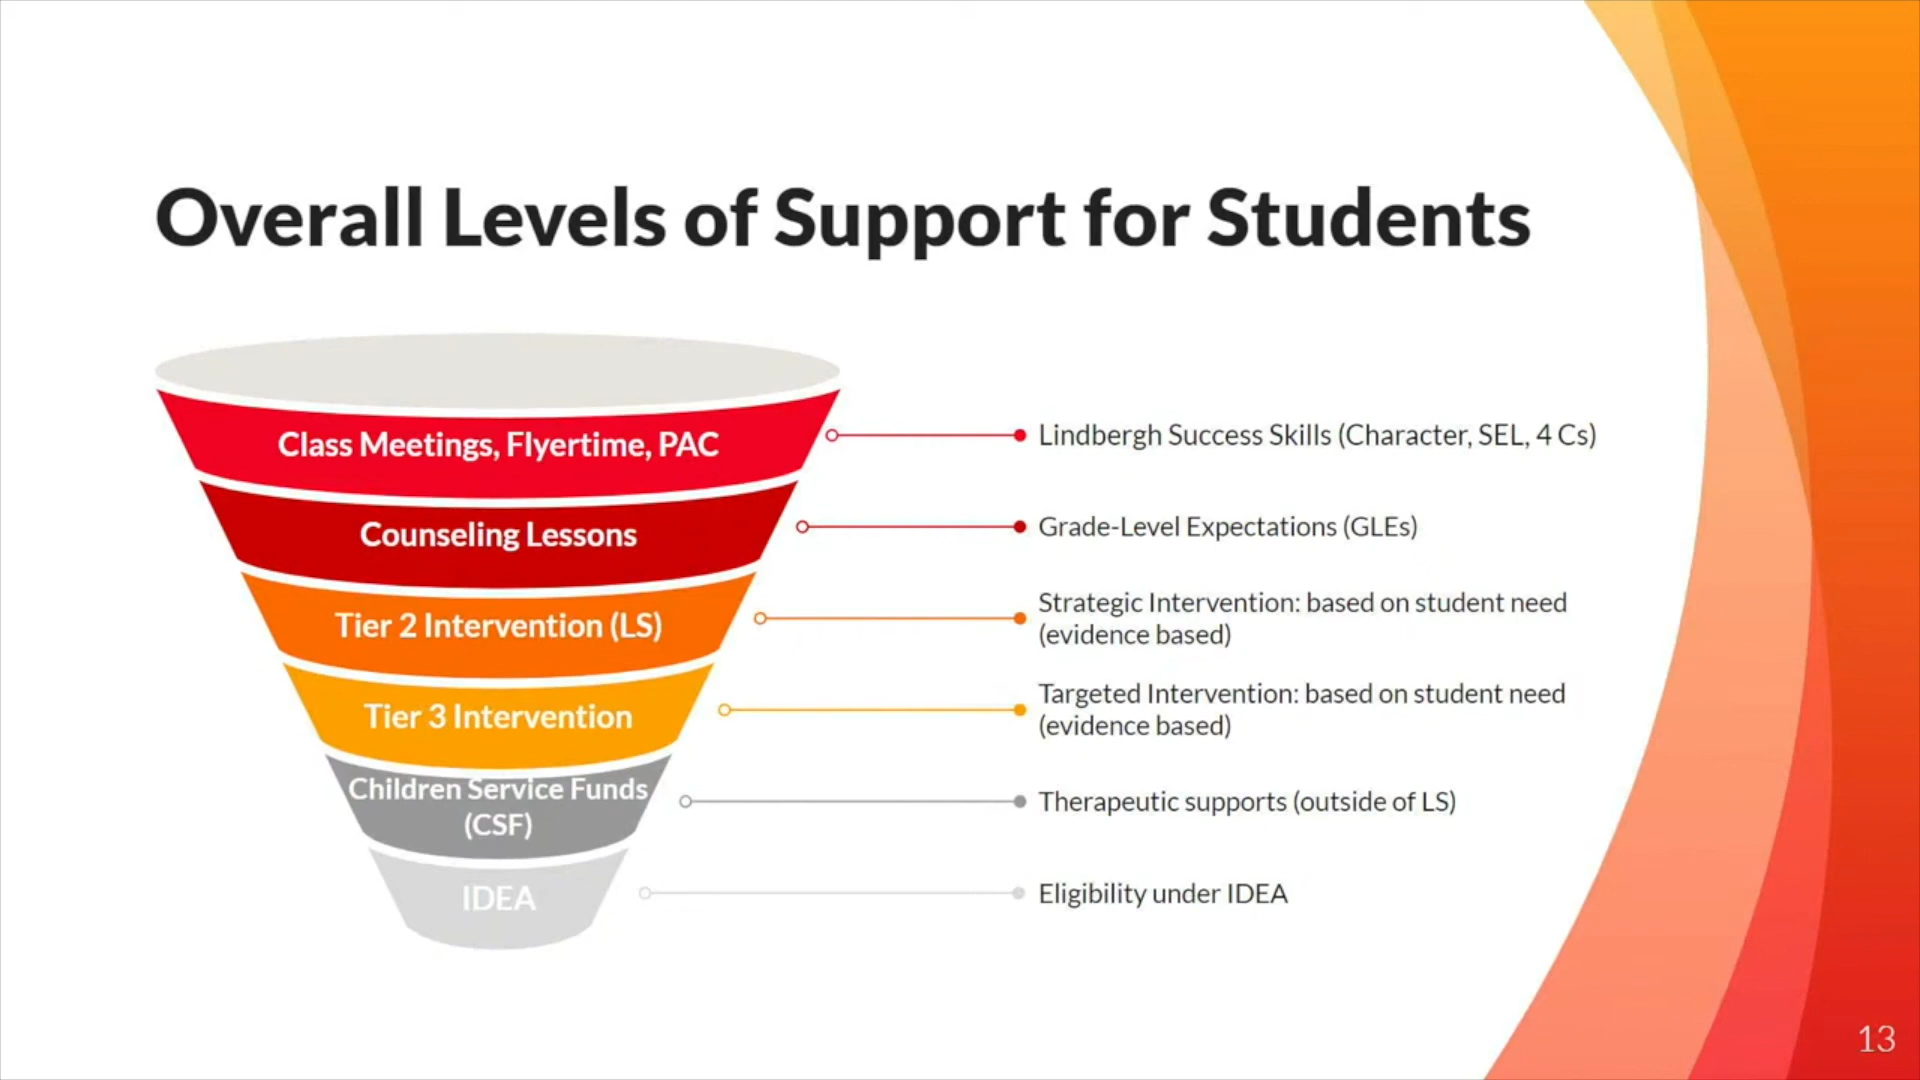 Overall Levels of Support for Students
Class Meetings, Flyertime, PAC
Lindbergh Success Skills (Character, SEL, 4 Cs)
Counseling Lessons
Grade-Level Expectations (GLEs)
Tier 2 Intervention (LS)
Strategic Intervention: based on student need
(evidence based)
Tier 3 Intervention
Targeted Intervention: based on student need
(evidence based)
Children Service Funds
(CSF)
Therapeutic supports (outside of LS)
IDEA
Eligibility under IDEA
13